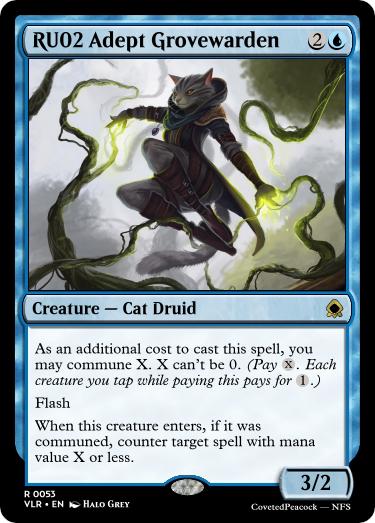 RU02 Adept Grovewarden 2
Creature — Cat Druid
As an additional cost to cast this spell, you
may commune X. X can't be 0. (Pay X. Each
creature you tap while paying this pays for 1.)
Flash
When this creature enters, if it was
communed, counter target spell with mana
value X or less.
3/2
R 0053
VLR • EN Halo Grey
CovetedPeacock — NFS